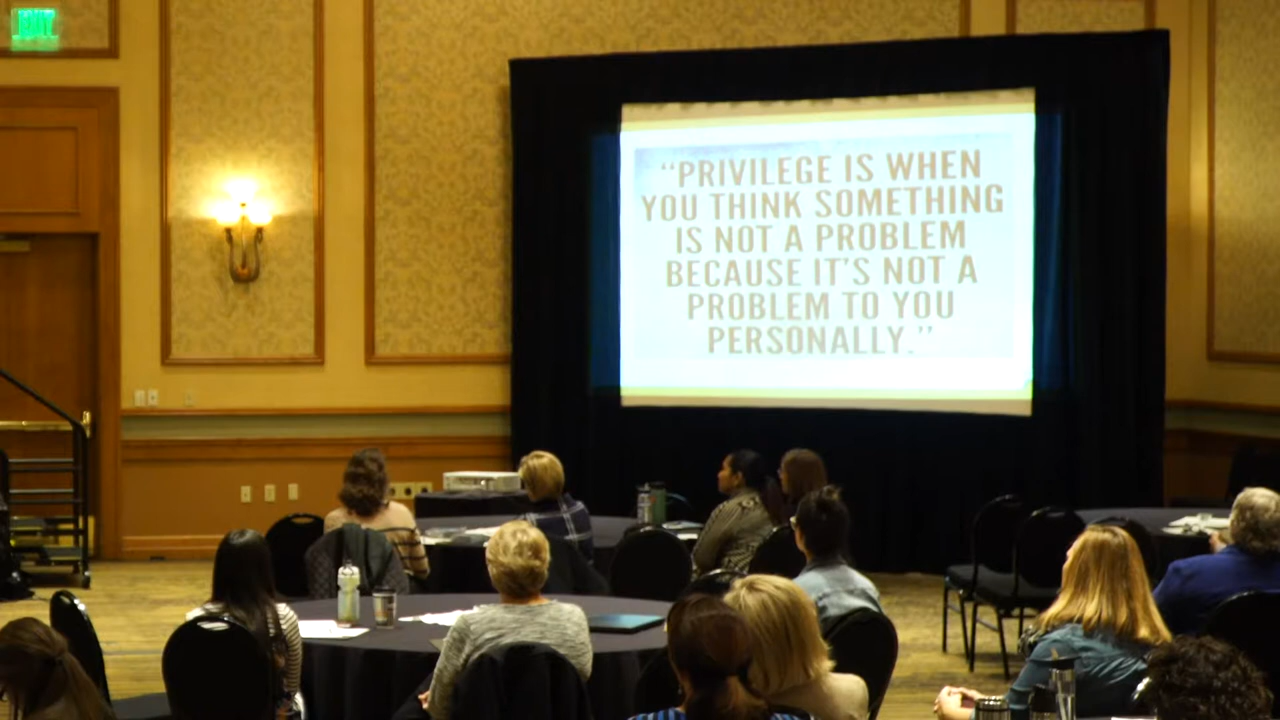 EXIT
“PRIVILEGE IS WHEN
YOU THINK SOMETHING
IS NOT A PROBLEM
BECAUSE IT'S NOT A
PROBLEM TO YOU
PERSONALLY.”